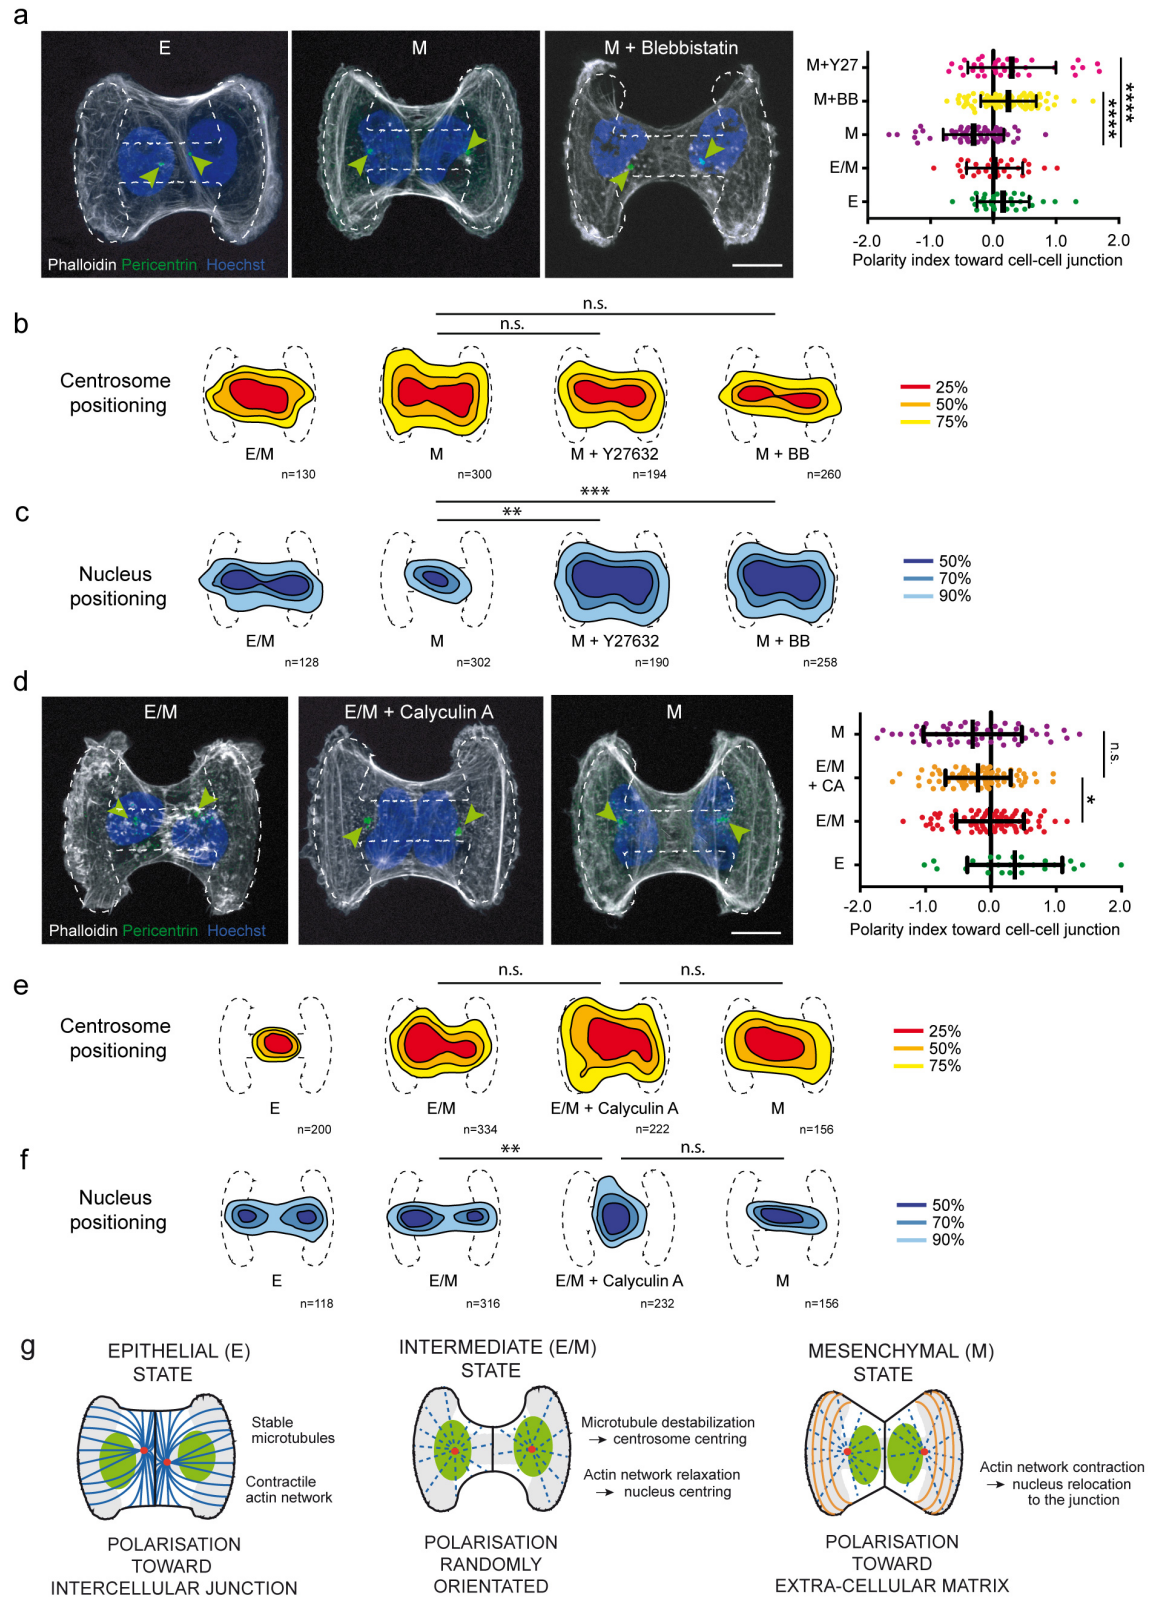 a
E
M
M + Blebbistatin
Phalloidin Pericentrin Hoechst
M+Y27
M+BB
M
E/M
E
****
****
-2.0 -1.0 0.0 1.0 2.0
Polarity index toward cell-cell junction
b
n.s.
n.s.
Centrosome
positioning
25%
50%
75%
E/M
M
M + Y27632
M + BB
n=130
n=300
n=194
n=260
c
***
**
Nucleus
positioning
50%
70%
90%
E/M
M
M + Y27632
M + BB
n=128
n=302
n=190
n=258
d
E/M
E/M + Calyculin A
M
Phalloidin Pericentrin Hoechst
M
E/M
+ CA
E/M
E
n.s.
*
-2.0 -1.0 0.0 1.0 2.0
Polarity index toward cell-cell junction
e
n.s.
n.s.
Centrosome
positioning
25%
50%
75%
E
E/M
E/M + Calyculin A
M
n=200
n=334
n=222
n=156
f
**
n.s.
Nucleus
positioning
50%
70%
90%
E
E/M
E/M + Calyculin A
M
n=118
n=316
n=232
n=156
g
EPITHELIAL (E)
STATE
Stable
microtubules
Contractile
actin network
POLARISATION
TOWARD
INTERCELLULAR JUNCTION
INTERMEDIATE (E/M)
STATE
Microtubule destabilization
→ centrosome centring
Actin network relaxation
→ nucleus centring
POLARISATION
RANDOMLY
ORIENTATED
MESENCHYMAL (M)
STATE
Actin network contraction
→ nucleus relocation
to the junction
POLARISATION
TOWARD
EXTRA-CELLULAR MATRIX